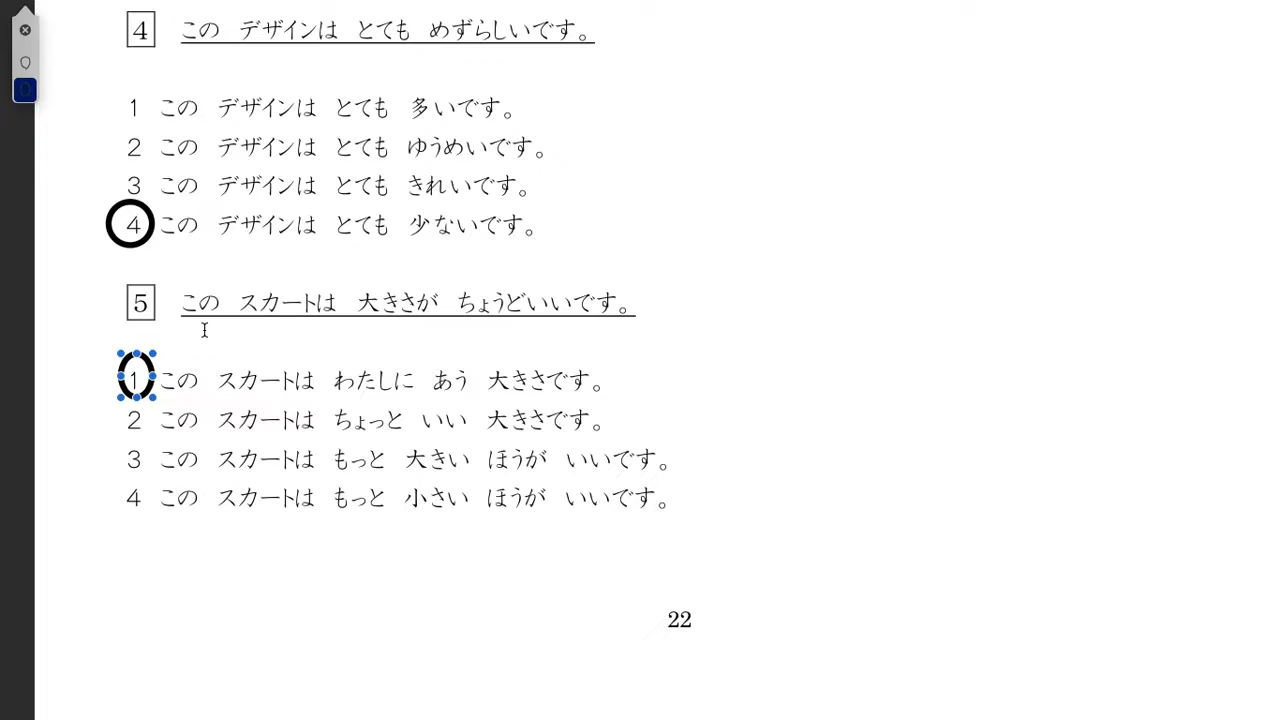 4 この デザインは とても めずらしいです。
1 この デザインは とても 多いです。
2 この デザインは とても ゆうめいです。
3 この デザインは とても きれいです。
4 この デザインは とても 少ないです。
5 この スカートは 大きさが ちょうどいいです。
1 この スカートは わたしに あう 大きさです。
2 この スカートは ちょっと いい 大きさです。
3 この スカートは もっと 大きい ほうが いいです。
4 この スカートは もっと 小さい ほうが いいです。
22